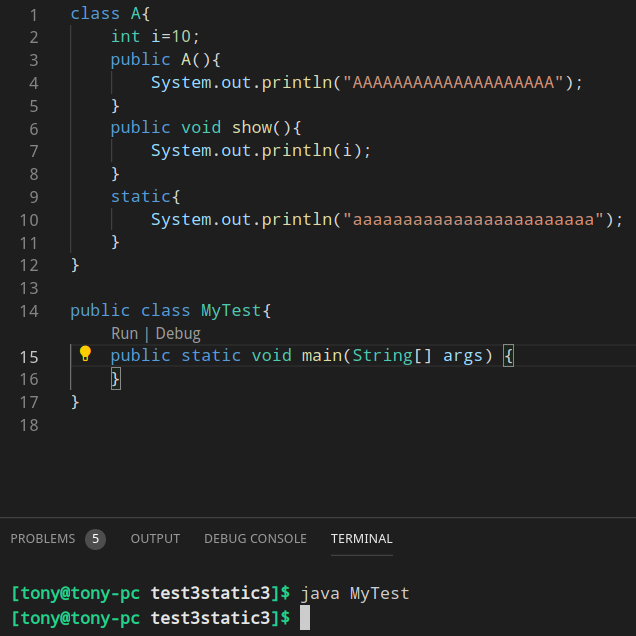 1 class A{
2 int i=10;
3 public A(){
4 System.out.println("AAAAAAAAAAAAAAAAAAAA");
5 }
6 public void show(){
7 System.out.println(i);
8 }
9 static{
10 System.out.println("aaaaaaaaaaaaaaaaaaaaaaaa");
11 }
12 }
13
14 public class MyTest{
Run | Debug
15 public static void main(String[] args) {
16 }
17 }
18
PROBLEMS 5 OUTPUT DEBUG CONSOLE TERMINAL
[tony@tony-pc test3static3]$ java MyTest
[tony@tony-pc test3static3]$